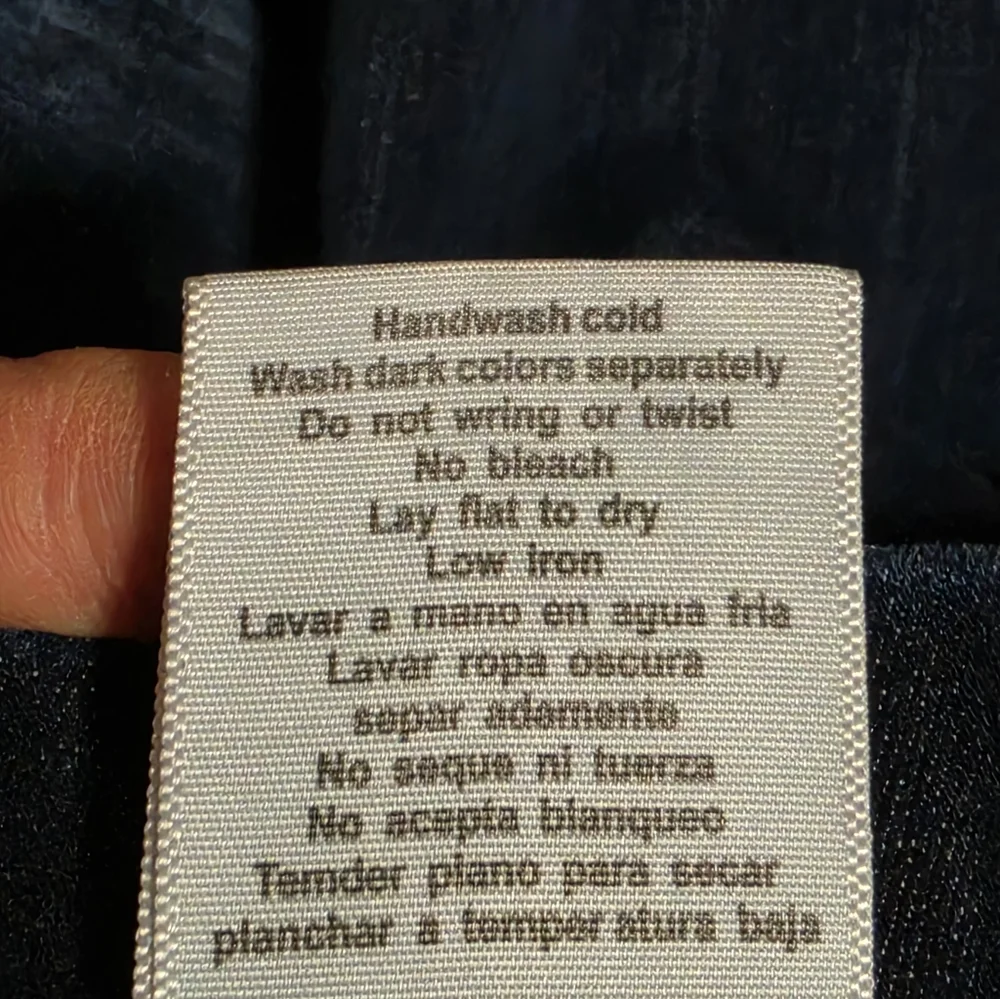 Handwash cold
Wash dark colors separately
Do not wring or twist
No bleach
Lay flat to dry
Low iron
Lavar a mano en agua fria
Lavar ropa oscura
separ adamente
No seque ni tuerza
No acepta blanqueo
Tamder plano para secar
planchar a temper atura baja